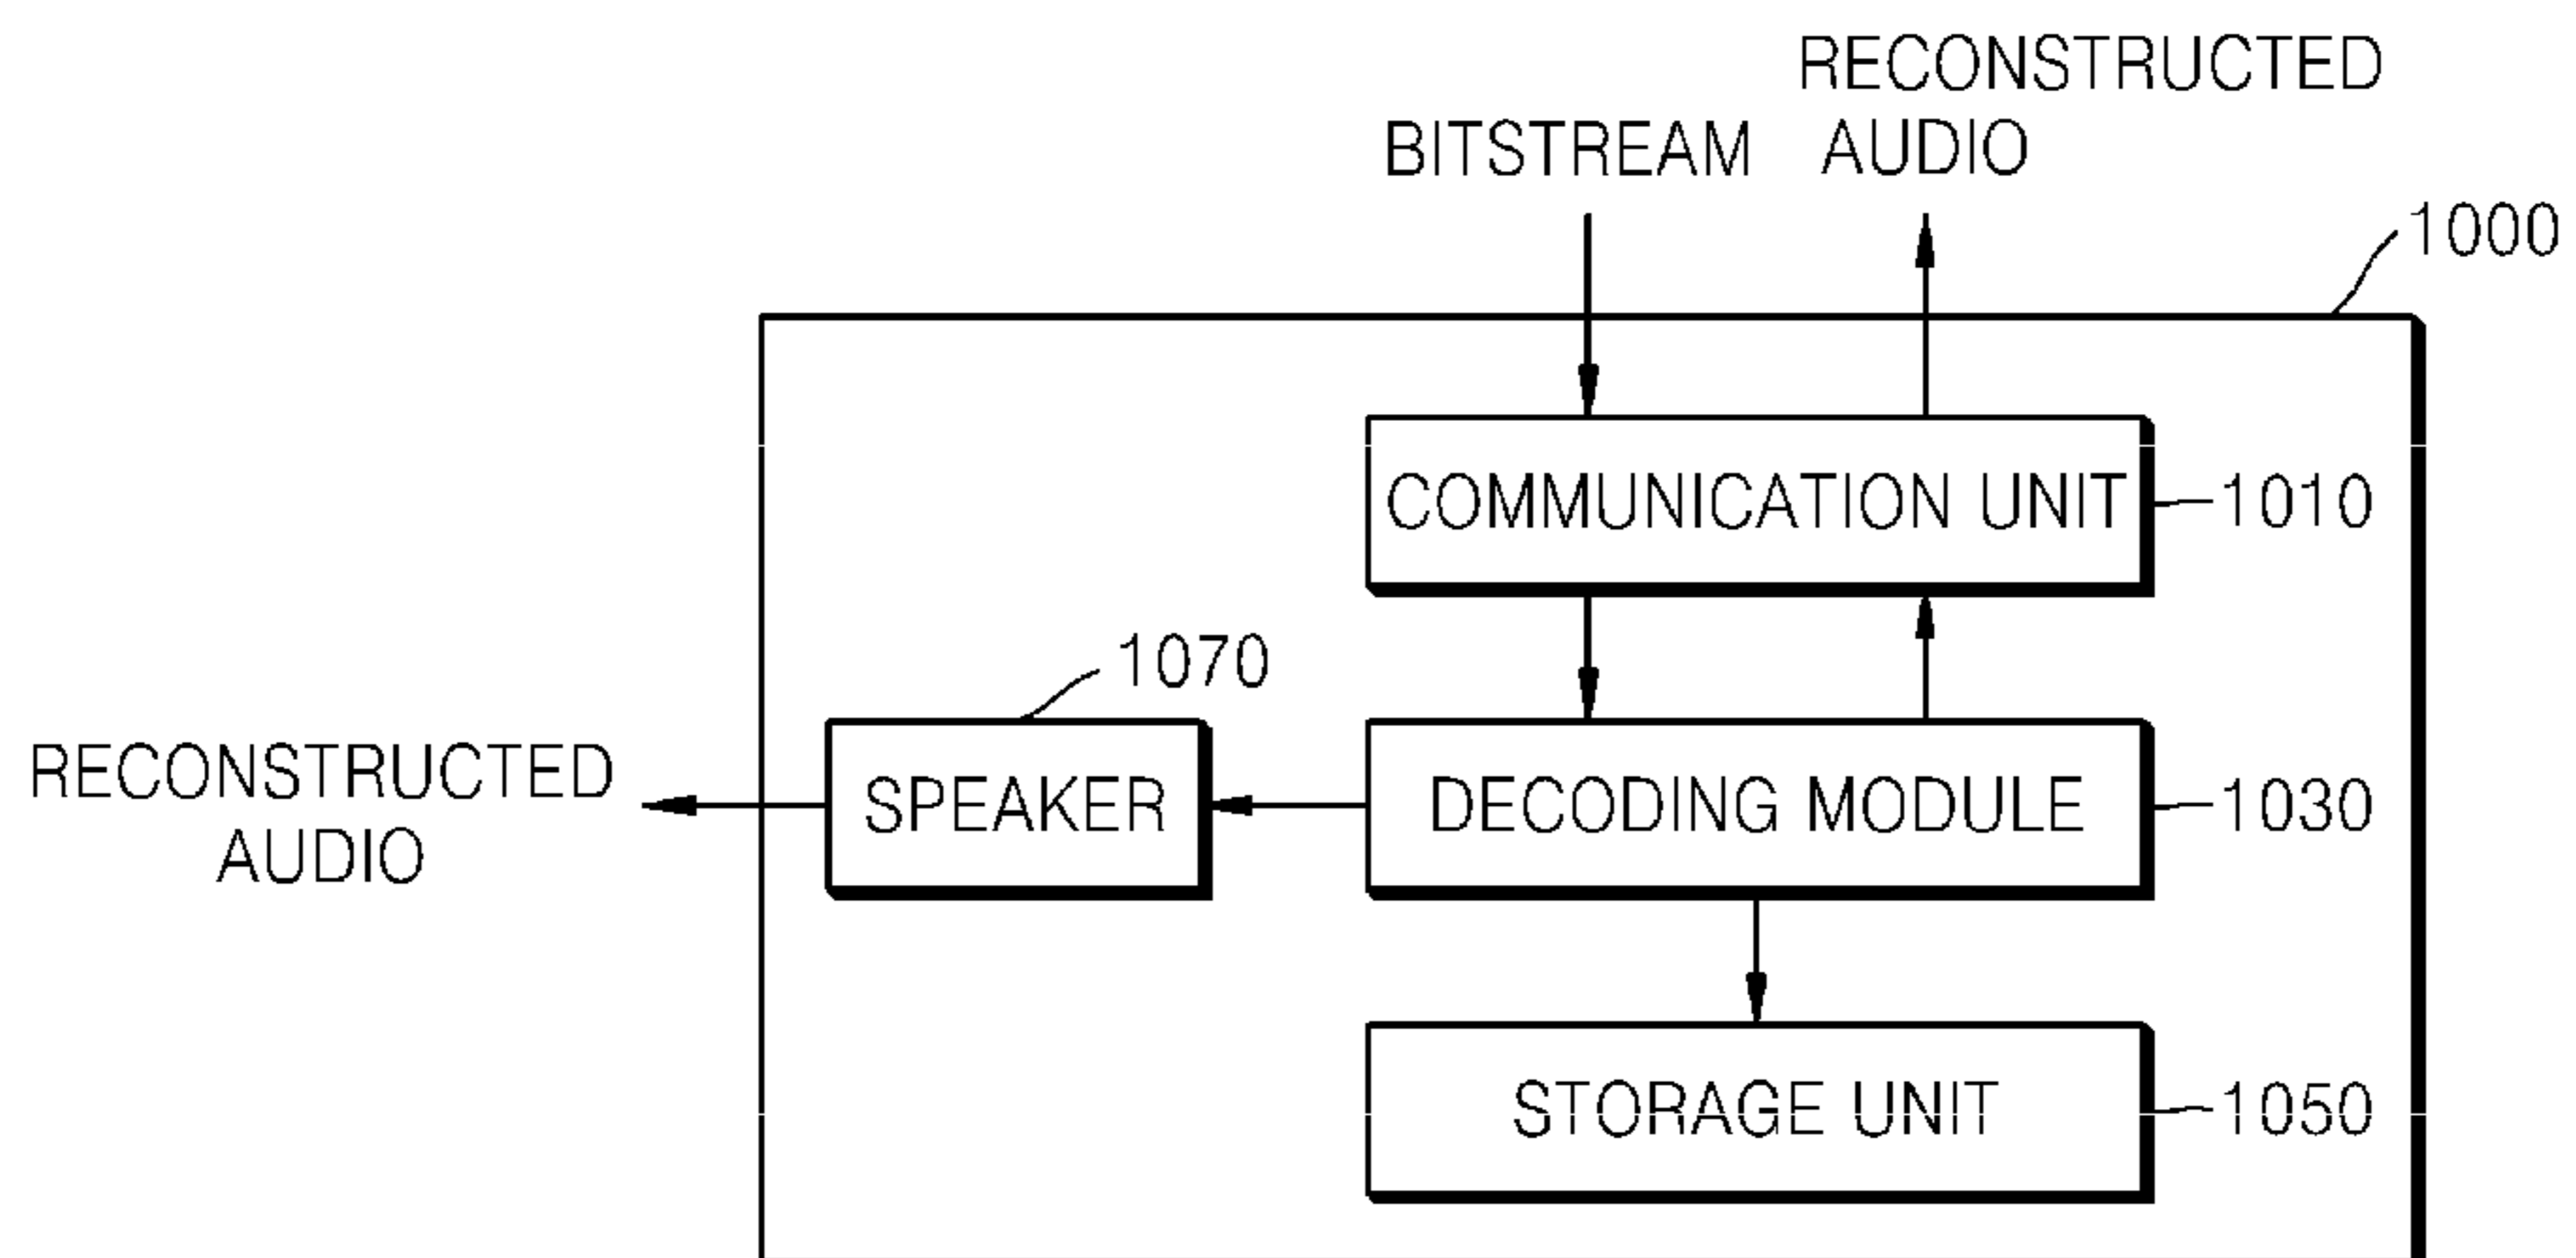 RECONSTRUCTED
BITSTREAM AUDIO
1000
COMMUNICATION UNIT 1010
1070
RECONSTRUCTED
AUDIO
SPEAKER
DECODING MODULE 1030
STORAGE UNIT 1050